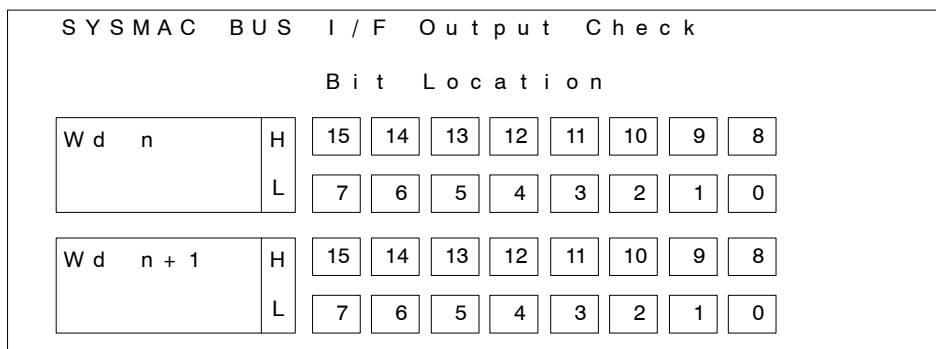 SYSMAC BUS I/F Output Check
Bit Location
Wd n H 15 14 13 12 11 10 9 8
L 7 6 5 4 3 2 1 0
Wd n+1 H 15 14 13 12 11 10 9 8
L 7 6 5 4 3 2 1 0